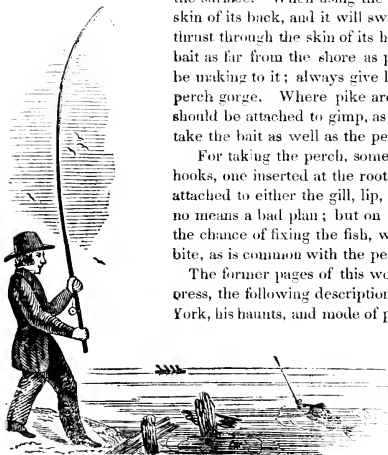 skin of its back, and it will sw
thrust through the skin of its h
bait as far from the shore as p
be making to it; always give l
perch gorge. Where pike are
should be attached to gimp, as
take the bait as well as the pe
For taking the perch, some
hooks, one inserted at the root
attached to either the gill, lip,
no means a bad plan; but on
the chance of fixing the fish, w
bite, as is common with the pe
The former pages of this wo
press, the following description
York, his haunts, and mode of p